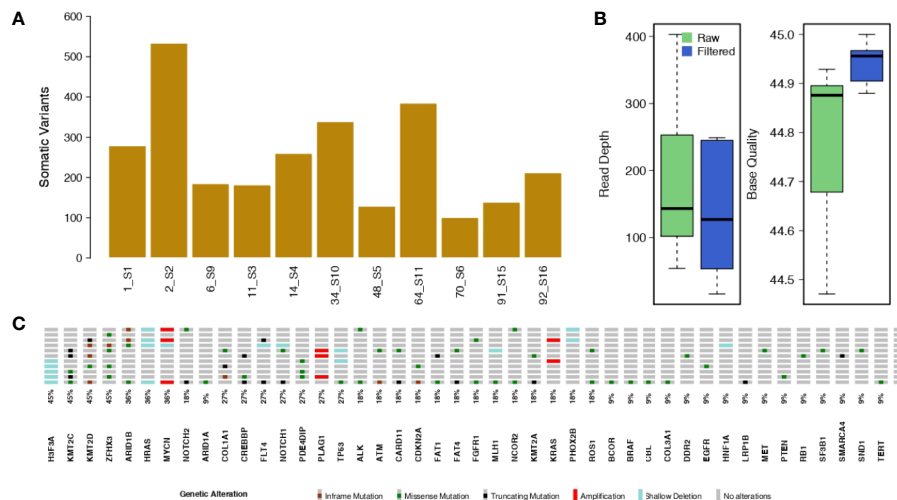 A
Somatic Variants
600
500
400
300
200
100
0
1_S1
2_S2
6_S9
11_S3
14_S4
34_S10
48_S5
64_S11
70_S6
91_S15
92_S16
B
Read Depth
400
300
200
100
Raw
Filtered
Base Quality
45.0
44.9
44.8
44.7
44.6
44.5
C
45% 45% 45% 45% 36% 36% 36% 18% 9% 27% 27% 27% 27% 27% 27% 27% 18% 18% 18% 18% 18% 18% 18% 18% 18% 18% 18% 18% 18% 9% 9% 9% 9% 9% 9% 9% 9% 9% 9% 9% 9% 9% 9% 9%
H3F3A
KMT2C
KMT2D
ZFHX3
ARID1B
HRAS
MYCN
NOTCH2
ARID1A
COL1A1
CREBBP
FLT4
NOTCH1
PDE4DIP
PLAG1
TP53
ALK
ATM
CARD11
CDKN2A
FAT1
FAT4
FGFR1
MLH1
NCOR2
KMT2A
KRAS
PHOX2B
ROS1
BCOR
BRAF
CBL
COL3A1
DDR2
EGFR
HNF1A
LRP1B
MET
PTEN
RB1
SF3B1
SMARCA4
SND1
TERT
Genetic Alteration Inframe Mutation Missense Mutation Truncating Mutation Amplification Shallow Deletion No alterations